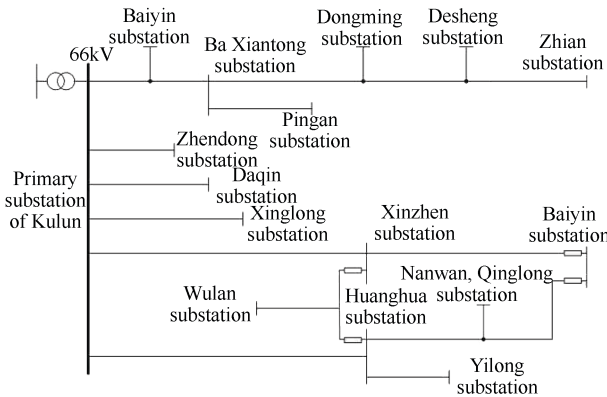 Baiyin
substation
Dongming
substation
Desheng
substation
Zhian
substation
66kV
Ba Xiantong
substation
Pingan
substation
Zhendong
substation
Daqin
substation
Primary
substation
of Kulun
Xinglong
substation
Xinzhen
substation
Baiyin
substation
Nanwan, Qinglong
substation
Wulan
substation
Huanghua
substation
Yilong
substation